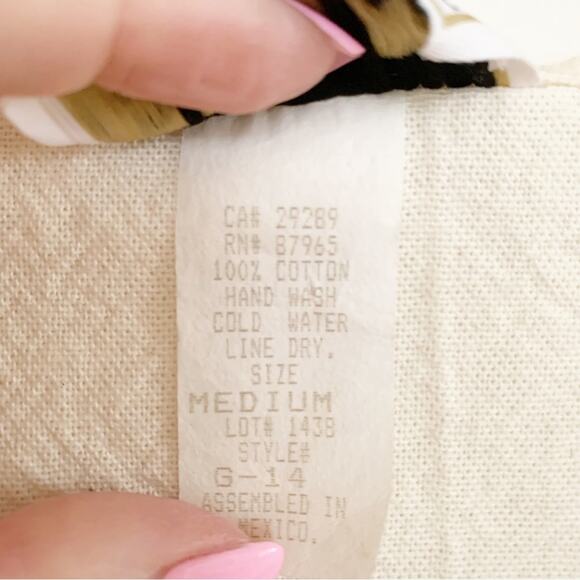 CA# 29289
RN# 87965
100% COTTON
HAND WASH
COLD WATER
LINE DRY.
SIZE
MEDIUM
LOT# 1438
STYLE#
G-14
ASSEMBLED IN
MEXICO.